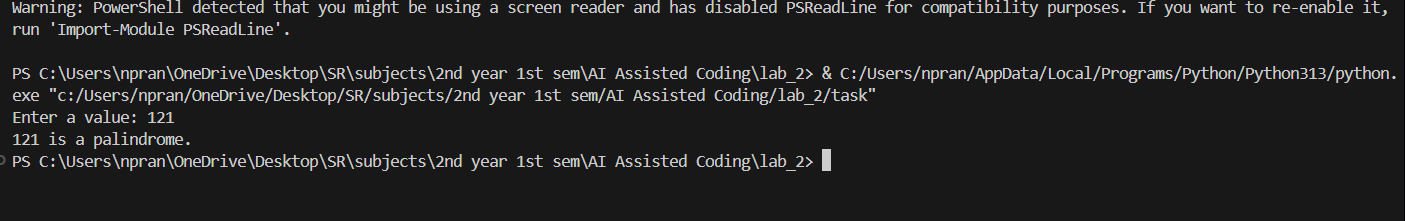 Warning: PowerShell detected that you might be using a screen reader and has disabled PSReadLine for compatibility purposes. If you want to re-enable it,
run 'Import-Module PSReadLine'.
PS C:\Users\npran\OneDrive\Desktop\SR\subjects\2nd year 1st sem\AI Assisted Coding\lab_2> & C:/Users/npran/AppData/Local/Programs/Python/Python313/python.
exe "c:/Users/npran/OneDrive/Desktop/SR/subjects/2nd year 1st sem/AI Assisted Coding/lab_2/task"
Enter a value: 121
121 is a palindrome.
PS C:\Users\npran\OneDrive\Desktop\SR\subjects\2nd year 1st sem\AI Assisted Coding\lab_2>